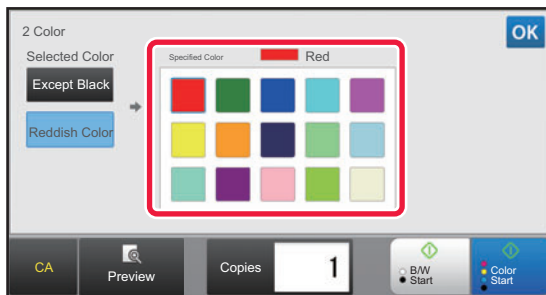 2 Color
OK
Selected Color
Specified Color
Red
Except Black
Reddish Color
CA
Preview
Copies
1
B/W
Start
Color
Start